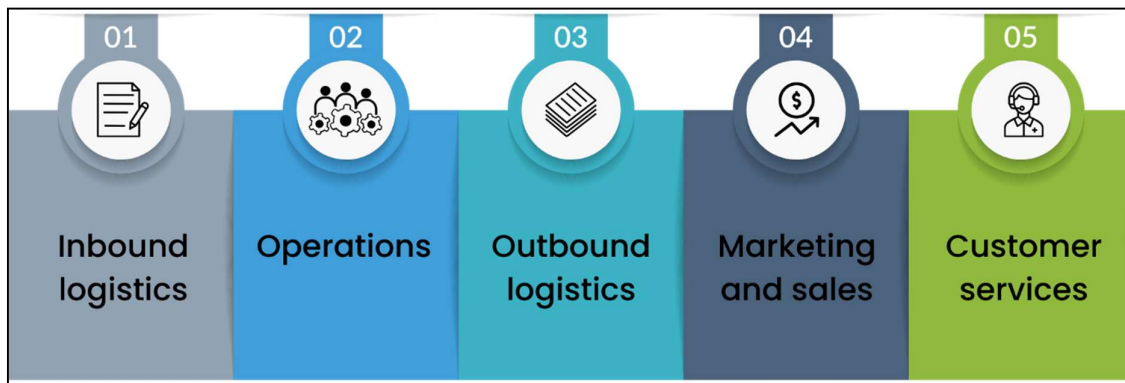 01
Inbound
logistics
02
Operations
03
Outbound
logistics
04
$
Marketing
and sales
05
Customer
services